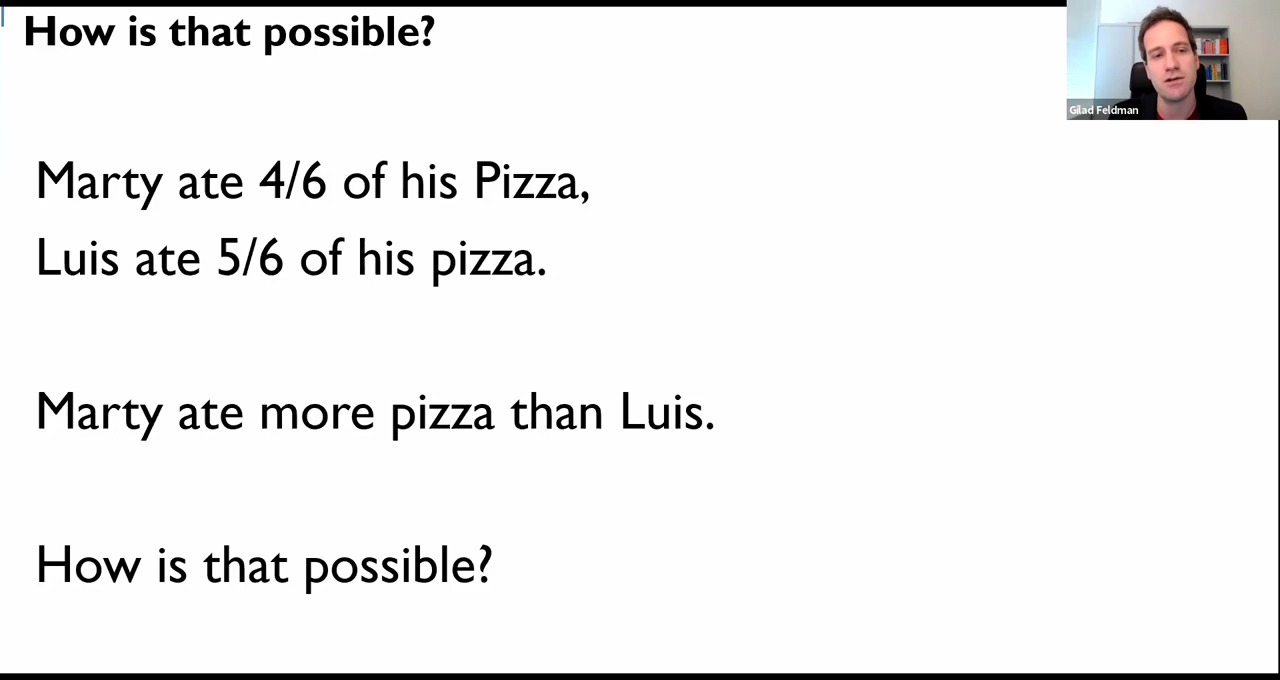 How is that possible?
Gilad Feldman
Marty ate 4/6 of his Pizza,
Luis ate 5/6 of his pizza.
Marty ate more pizza than Luis.
How is that possible?